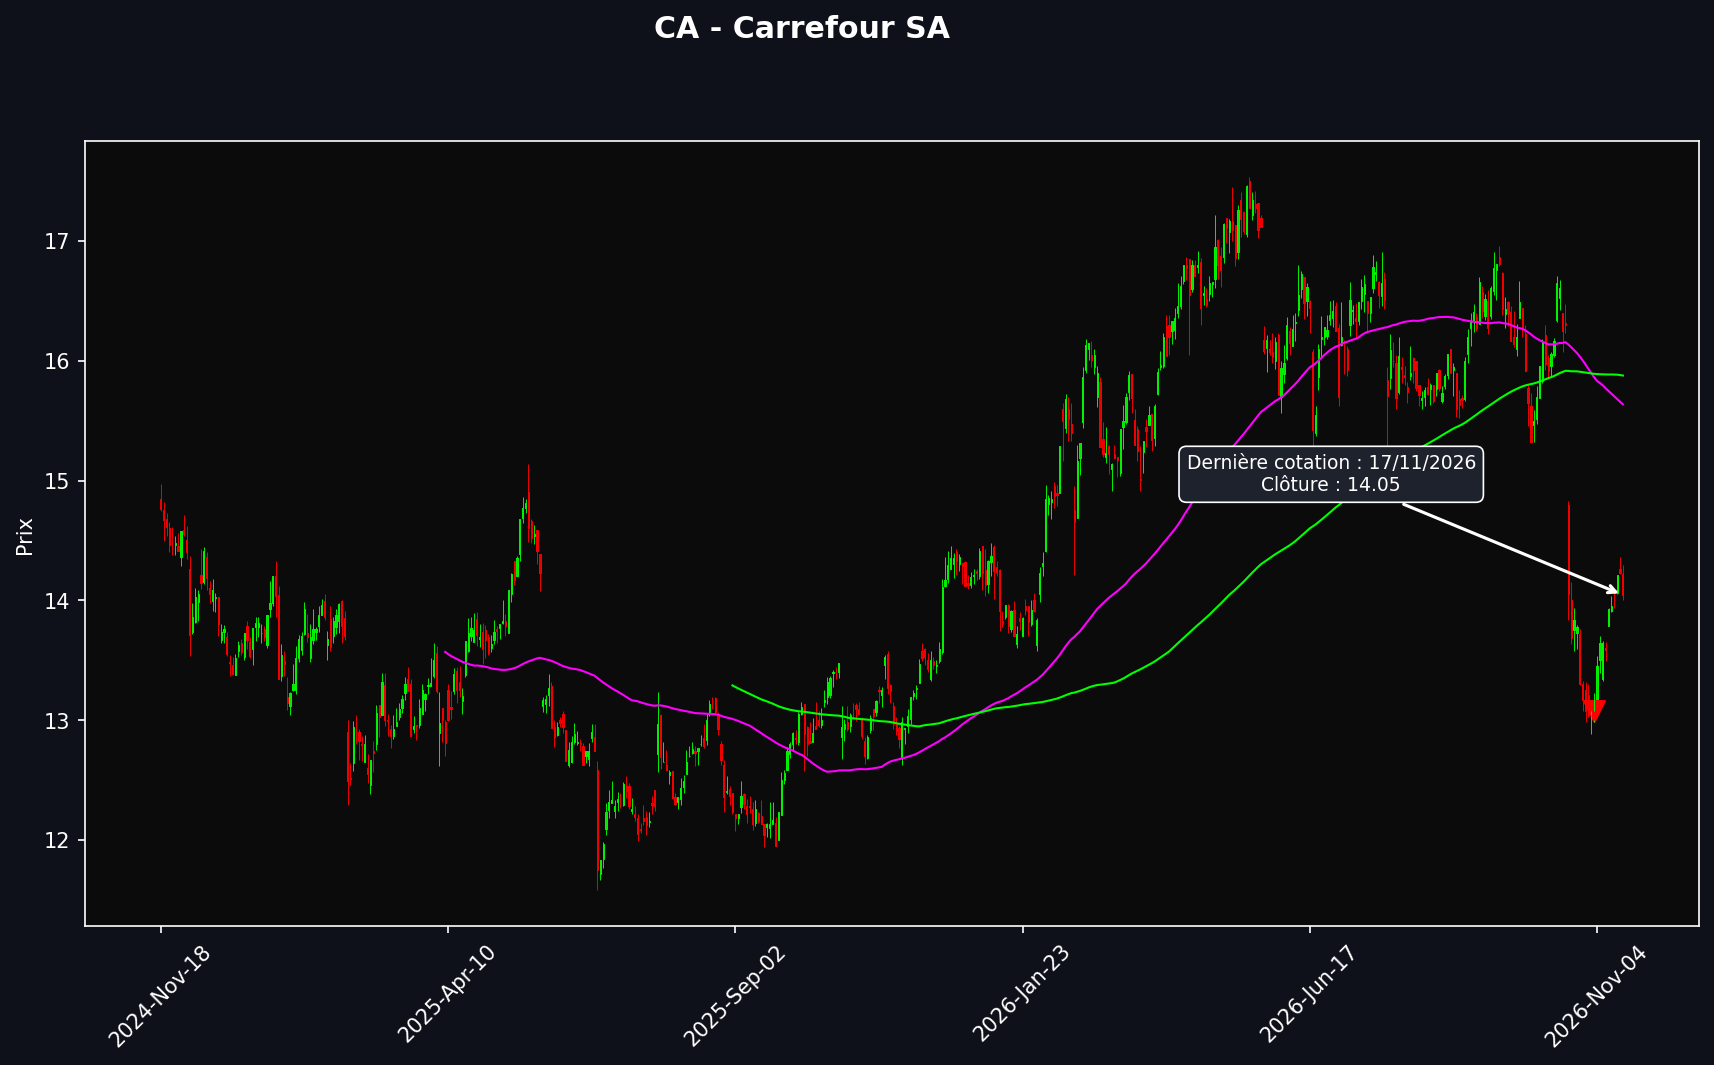 CA - Carrefour SA
Prix
17
16
15
14
13
12
Dernière cotation : 17/11/2026
Clôture : 14.05
2024-Nov-18
2025-Apr-10
2025-Sep-02
2026-Jan-23
2026-Jun-17
2026-Nov-04